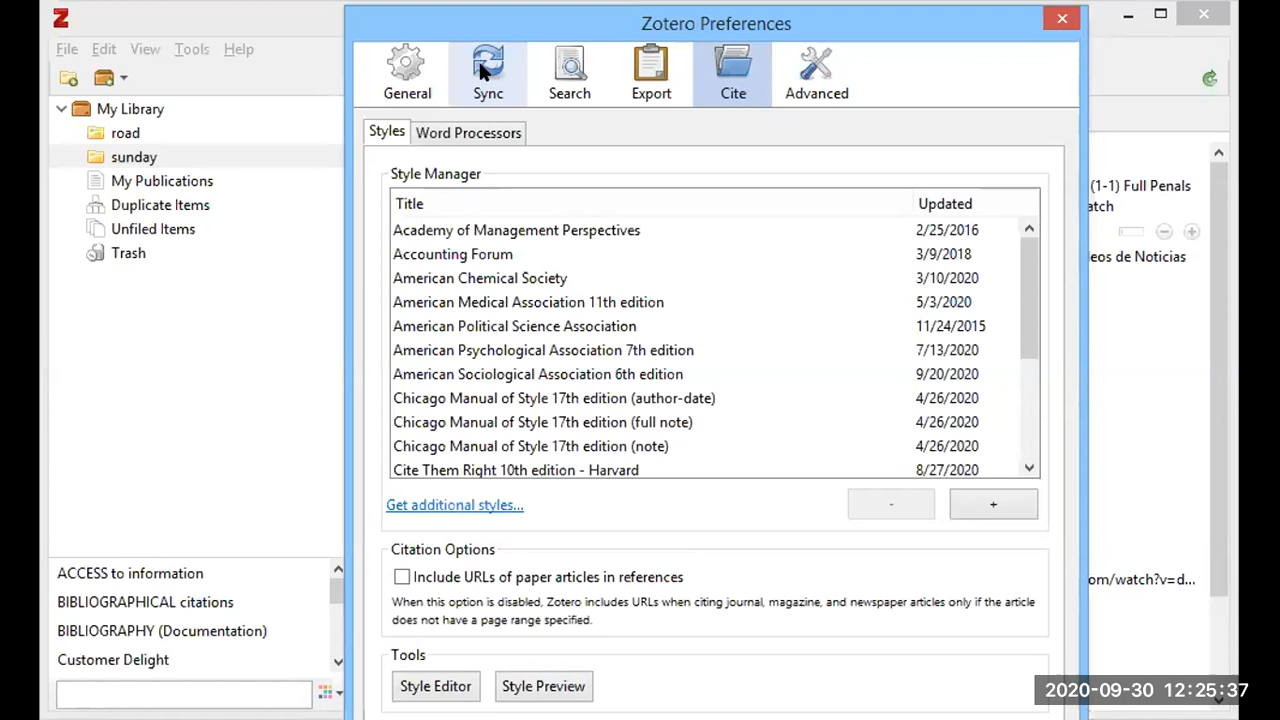 Zotero Preferences
Z
File Edit View Tools Help
General Sync Search Export Cite Advanced
My Library
road
sunday
My Publications
Duplicate Items
Unfiled Items
Trash
ACCESS to information
BIBLIOGRAPHICAL citations
BIBLIOGRAPHY (Documentation)
Customer Delight
Styles Word Processors
Style Manager
Title Updated
Academy of Management Perspectives 2/25/2016
Accounting Forum 3/9/2018
American Chemical Society 3/10/2020
American Medical Association 11th edition 5/3/2020
American Political Science Association 11/24/2015
American Psychological Association 7th edition 7/13/2020
American Sociological Association 6th edition 9/20/2020
Chicago Manual of Style 17th edition (author-date) 4/26/2020
Chicago Manual of Style 17th edition (full note) 4/26/2020
Chicago Manual of Style 17th edition (note) 4/26/2020
Cite Them Right 10th edition - Harvard 8/27/2020
Get additional styles...
- +
Citation Options
Include URLs of paper articles in references
When this option is disabled, Zotero includes URLs when citing journal, magazine, and newspaper articles only if the article
does not have a page range specified.
Tools
Style Editor Style Preview
(1-1) Full Penals
de Noticias
om/watch?v=d...
2020-09-30 12:25:37